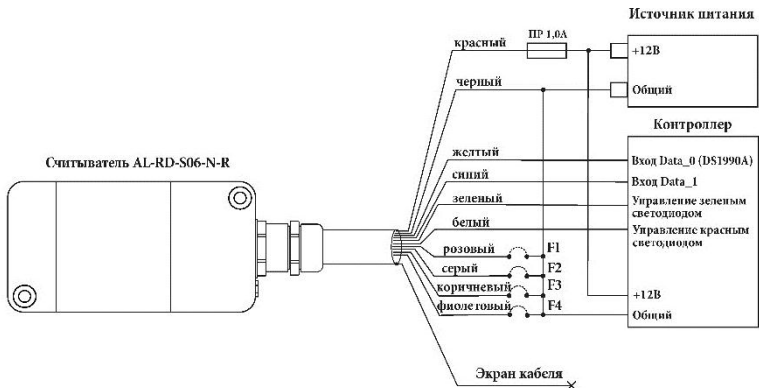 Источник питания
красный
ПР 1,0А
+12В
черный
Общий
Контроллер
Считыватель AL-RD-S06-N-R
желтый
Вход Data_0 (DS1990A)
синий
Вход Data_1
зеленый
Управление зеленым
светодиодом
белый
Управление красным
светодиодом
розовый
F1
серый
F2
коричневый
F3
+12В
фиолетовый
F4
Общий
Экран кабеля